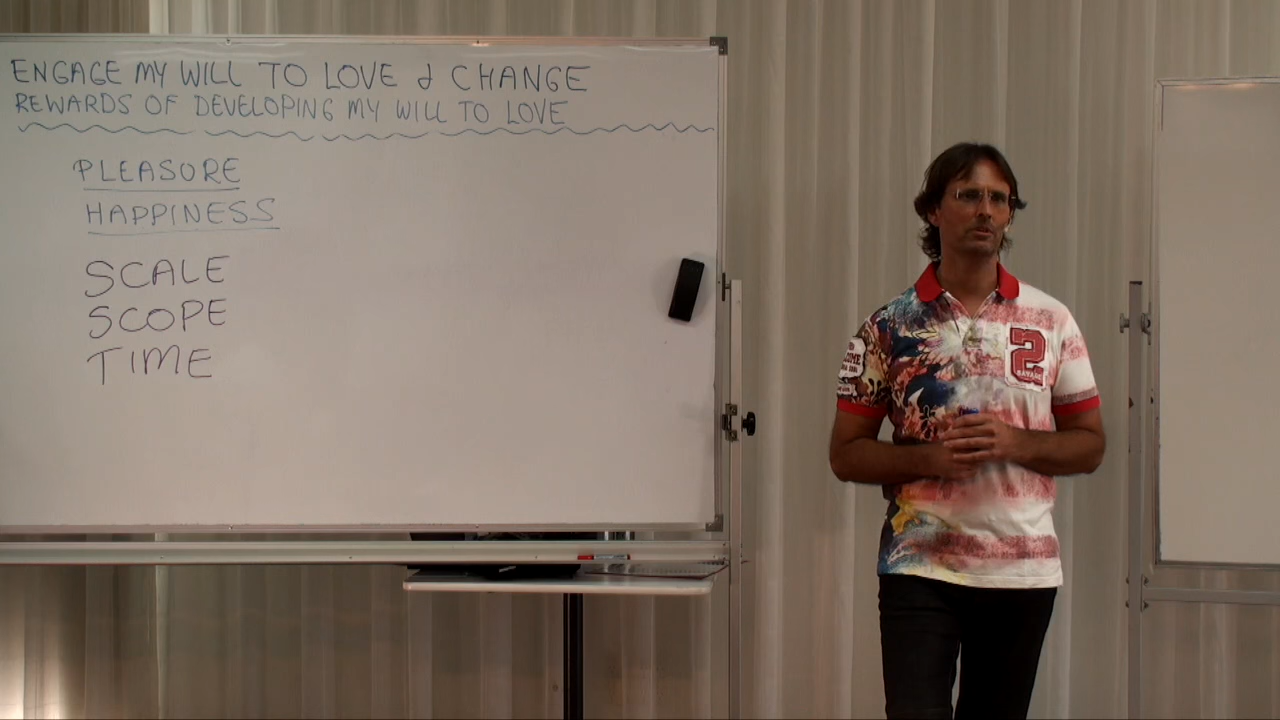 ENGAGE MY WILL TO LOVE & CHANGE
REWARDS OF DEVELOPING MY WILL TO LOVE
PLEASURE
HAPPINESS
SCALE
SCOPE
TIME
2